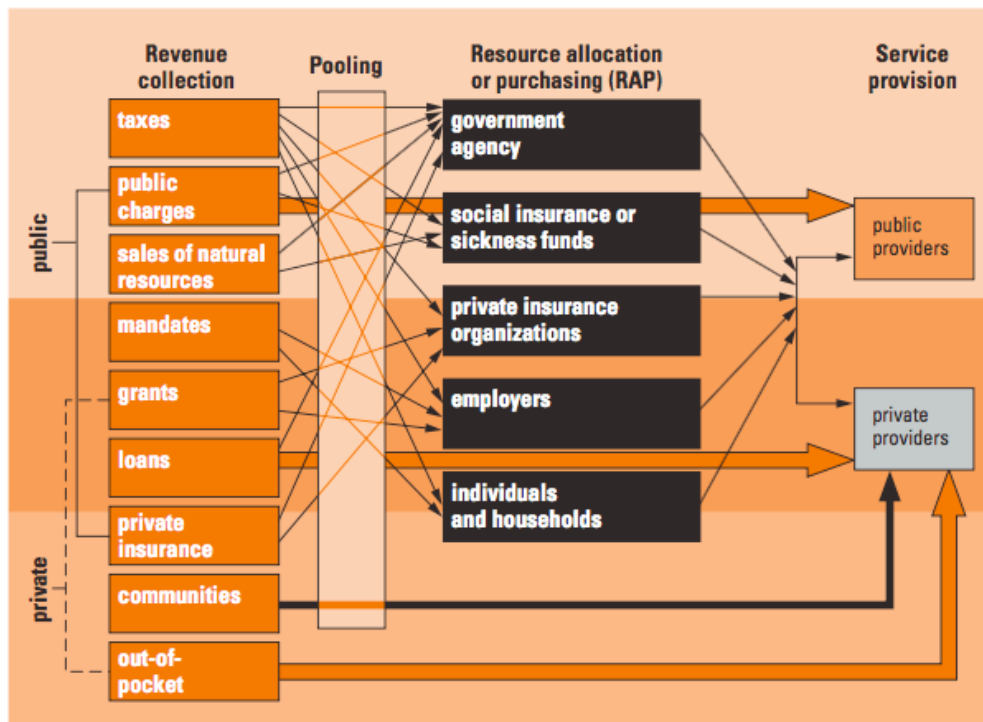 Revenue
collection
Pooling
Resource allocation
or purchasing (RAP)
Service
provision
public
private
taxes
public
charges
sales of natural
resources
mandates
grants
loans
private
insurance
communities
out-of-
pocket
government
agency
social insurance or
sickness funds
private insurance
organizations
employers
individuals
and households
public
providers
private
providers